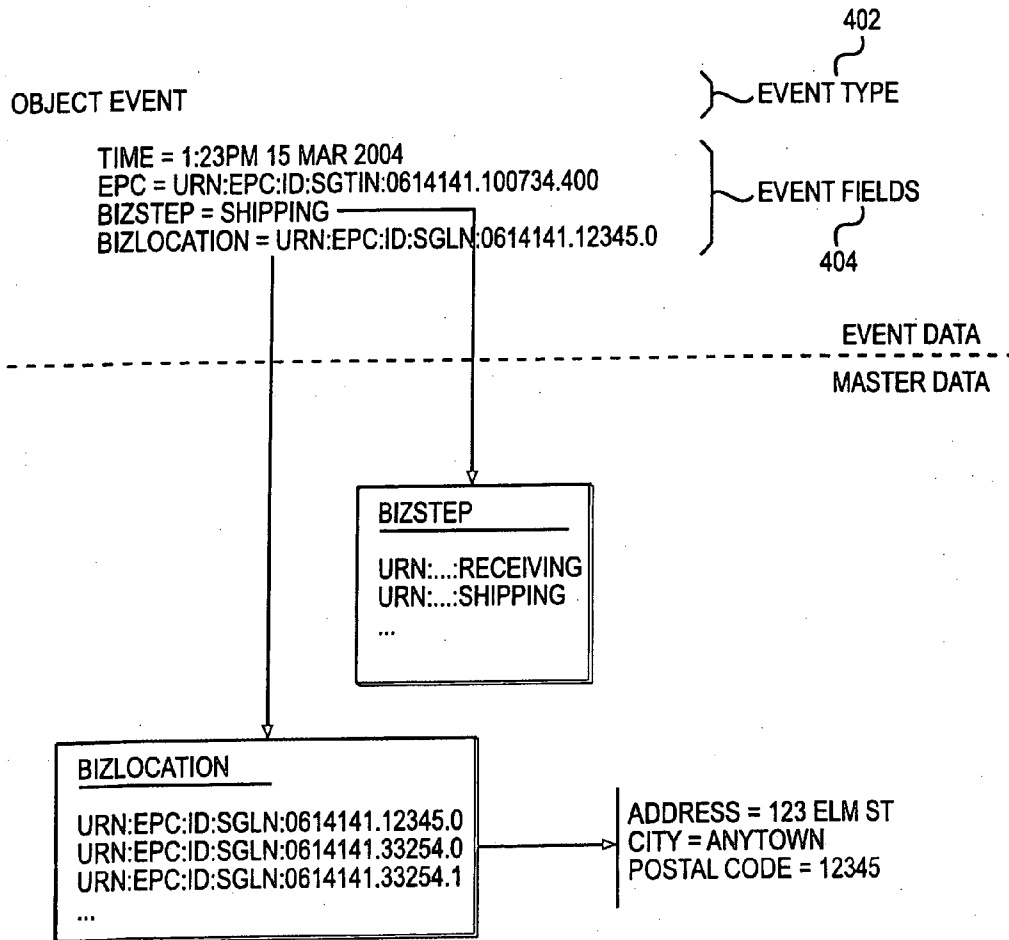 402
OBJECT EVENT
EVENT TYPE
TIME = 1:23PM 15 MAR 2004
EPC = URN:EPC:ID:SGTIN:0614141.100734.400
BIZSTEP = SHIPPING
BIZLOCATION = URN:EPC:ID:SGLN:0614141.12345.0
EVENT FIELDS
404
EVENT DATA
MASTER DATA
BIZSTEP
URN:...:RECEIVING
URN:...:SHIPPING
...
BIZLOCATION
URN:EPC:ID:SGLN:0614141.12345.0
URN:EPC:ID:SGLN:0614141.33254.0
URN:EPC:ID:SGLN:0614141.33254.1
...
ADDRESS = 123 ELM ST
CITY = ANYTOWN
POSTAL CODE = 12345